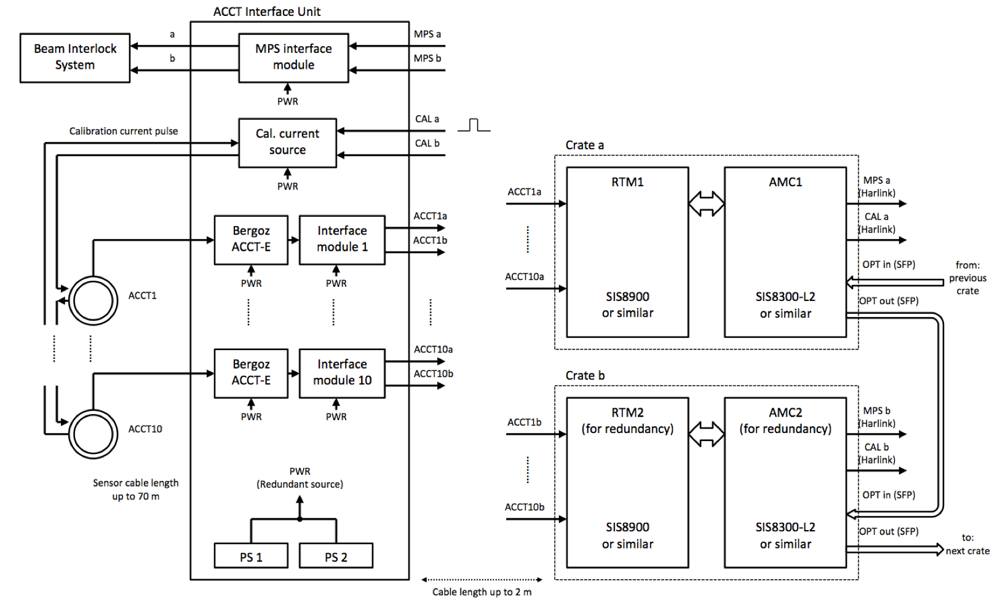 ACCT Interface Unit
Beam Interlock
System
a
b
MPS interface
module
MPS a
MPS b
PWR
Calibration current pulse
Cal. current
source
CAL a
CAL b
PWR
Bergoz
ACCT-E
Interface
module 1
ACCT1a
ACCT1b
PWR
PWR
ACCT1
Bergoz
ACCT-E
Interface
module 10
ACCT10a
ACCT10b
PWR
PWR
ACCT10
Sensor cable length
up to 70 m
PWR
(Redundant source)
PS 1
PS 2
Cable length up to 2 m
Crate a
ACCT1a
ACCT10a
RTM1
SIS8900
or similar
AMC1
SIS8300-L2
or similar
MPS a
(Harlink)
CAL a
(Harlink)
OPT in (SFP)
from:
previous
crate
OPT out (SFP)
Crate b
ACCT1b
ACCT10b
RTM2
(for redundancy)
SIS8900
or similar
AMC2
(for redundancy)
SIS8300-L2
or similar
MPS b
(Harlink)
CAL b
(Harlink)
OPT in (SFP)
OPT out (SFP)
to:
next crate